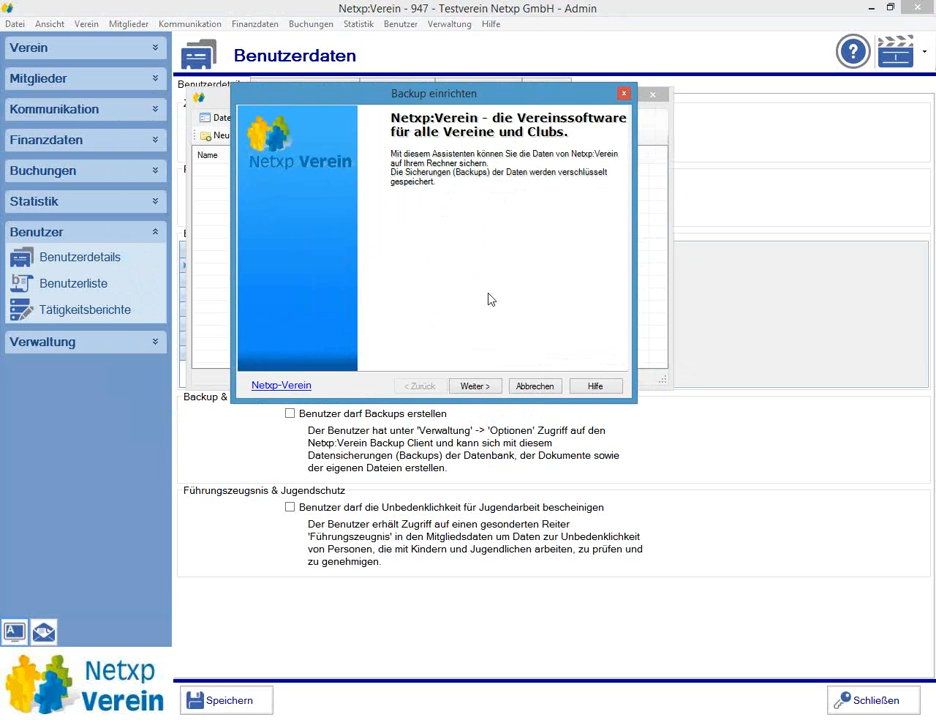 Netxp:Verein - 947 - Testverein Netxp GmbH - Admin
Datei Ansicht Verein Mitglieder Kommunikation Finanzdaten Buchungen Statistik Benutzer Verwaltung Hilfe
Verein
Mitglieder
Kommunikation
Finanzdaten
Buchungen
Statistik
Benutzer
Benutzerdetails
Benutzerliste
Tätigkeitsberichte
Verwaltung
Netxp
Verein
Benutzerdaten
Name
Backup einrichten
Netxp Verein
Netxp:Verein - die Vereinssoftware
für alle Vereine und Clubs.
Mit diesem Assistenten können Sie die Daten von Netxp:Verein
auf Ihrem Rechner sichern.
Die Sicherungen (Backups) der Daten werden verschlüsselt
gespeichert.
Netxp-Verein
< Zurück Weiter > Abbrechen Hilfe
Backup &
Benutzer darf Backups erstellen
Der Benutzer hat unter 'Verwaltung' -> 'Optionen' Zugriff auf den
Netxp:Verein Backup Client und kann sich mit diesem
Datensicherungen (Backups) der Datenbank, der Dokumente sowie
der eigenen Dateien erstellen.
Führungszeugsnis & Jugendschutz
Benutzer darf die Unbedenklichkeit für Jugendarbeit bescheinigen
Der Benutzer erhält Zugriff auf einen gesonderten Reiter
'Führungszeugnis' in den Mitgliedsdaten um Daten zur Unbedenklichkeit
von Personen, die mit Kindern und Jugendlichen arbeiten, zu prüfen und
zu genehmigen.
Speichern
Schließen